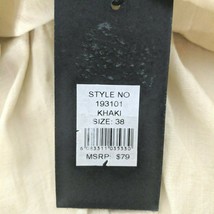 STYLE NO
193101
KHAKI
SIZE: 38
MSRP: $79